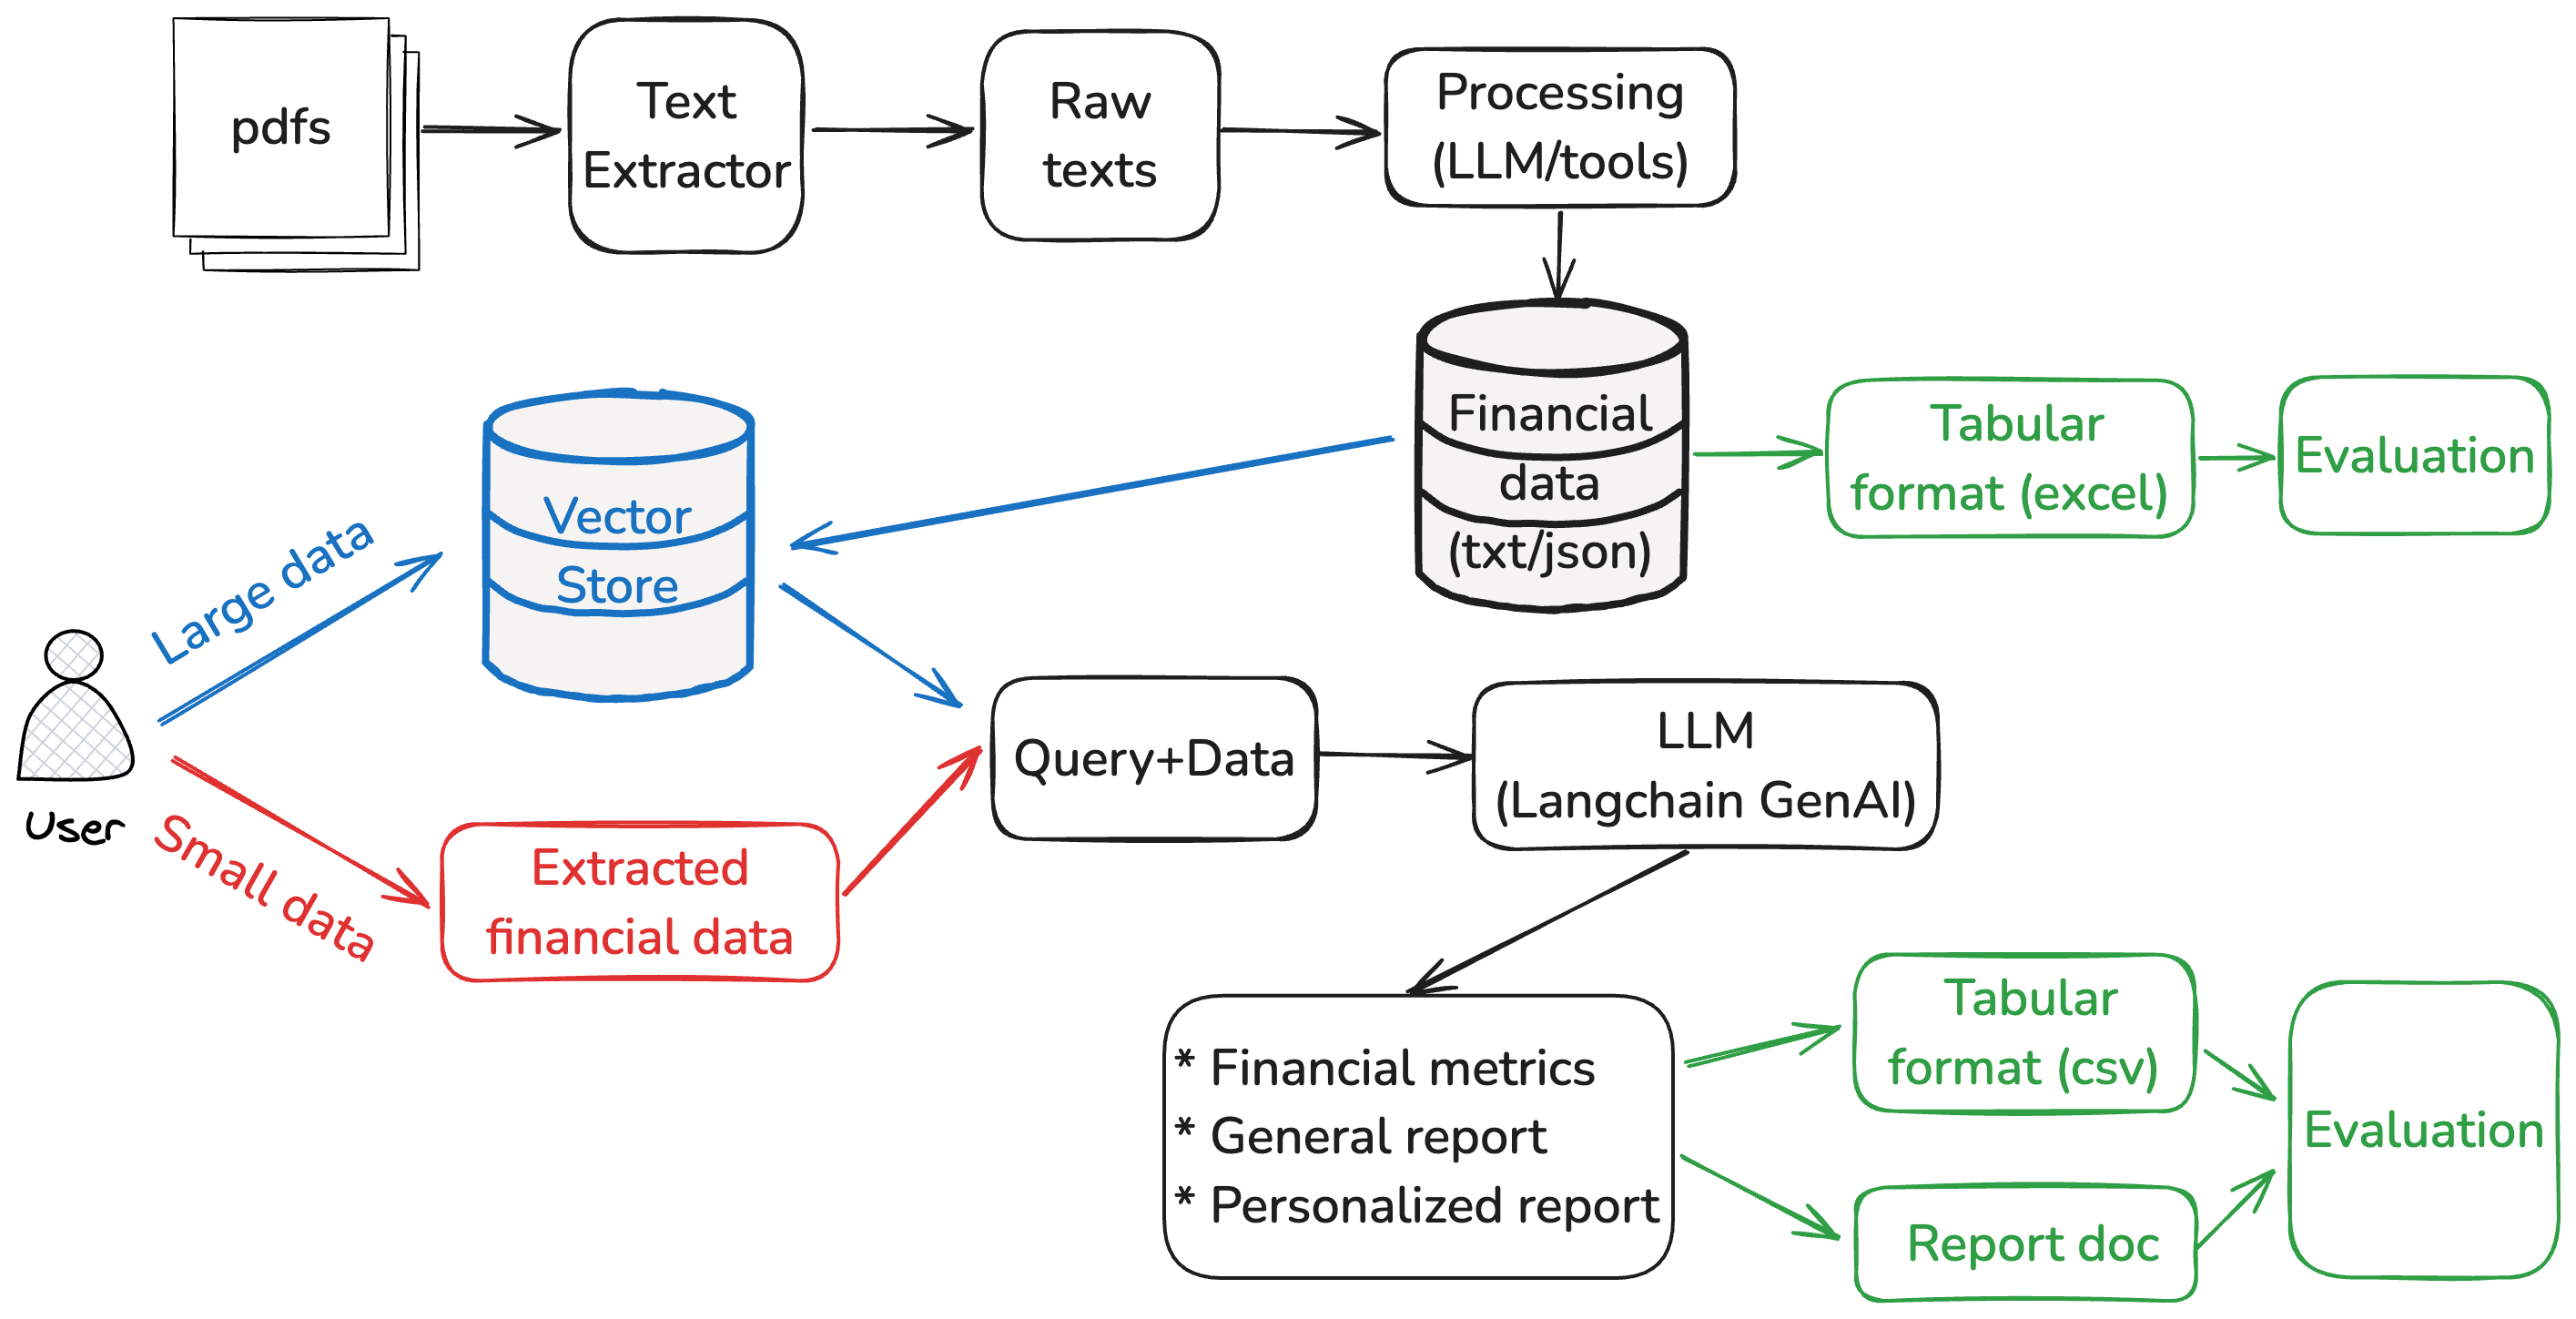 pdfs
Text
Extractor
Raw
texts
Processing
(LLM/tools)
Financial
data
(txt/json)
Tabular
format (excel)
Evaluation
Vector
Store
Large data
User
Small data
Extracted
financial data
Query+Data
LLM
(Langchain GenAI)
* Financial metrics
* General report
* Personalized report
Tabular
format (csv)
Report doc
Evaluation